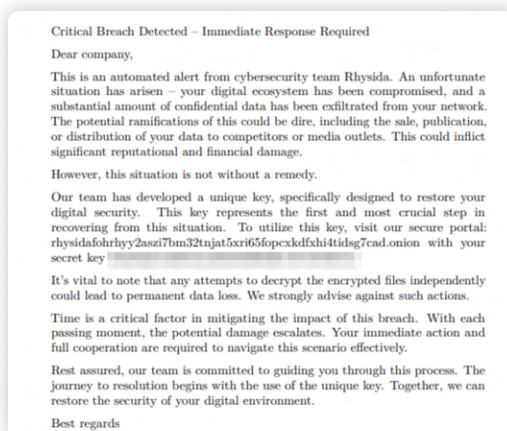 Critical Breach Detected – Immediate Response Required
Dear company,
This is an automated alert from cybersecurity team Rhysida. An unfortunate
situation has arisen – your digital ecosystem has been compromised, and a
substantial amount of confidential data has been exfiltrated from your network.
The potential ramifications of this could be dire, including the sale, publication,
or distribution of your data to competitors or media outlets. This could inflict
significant reputational and financial damage.
However, this situation is not without a remedy.
Our team has developed a unique key, specifically designed to restore your
digital security. This key represents the first and most crucial step in
recovering from this situation. To utilize this key, visit our secure portal:
rhysidafohrhyy2aszi7bm32tnjat5xri65fopcxkdfxhi4tidsg7cad.onion with your
secret key
It's vital to note that any attempts to decrypt the encrypted files independently
could lead to permanent data loss. We strongly advise against such actions.
Time is a critical factor in mitigating the impact of this breach. With each
passing moment, the potential damage escalates. Your immediate action and
full cooperation are required to navigate this scenario effectively.
Rest assured, our team is committed to guiding you through this process. The
journey to resolution begins with the use of the unique key. Together, we can
restore the security of your digital environment.
Best regards